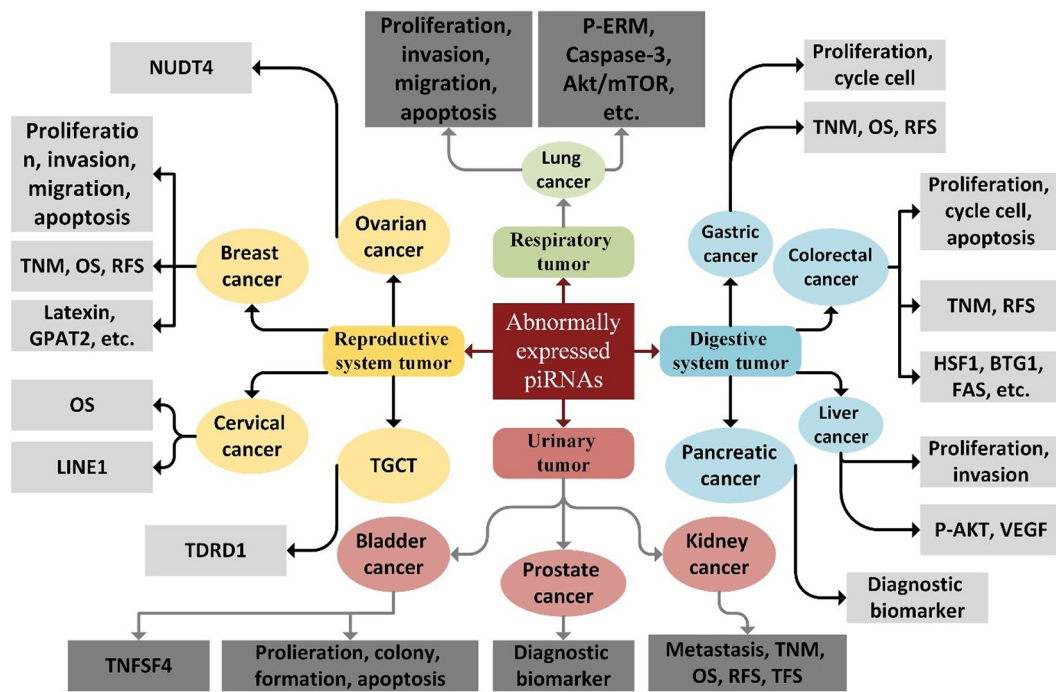 Proliferation,
invasion,
migration,
apoptosis
P-ERM,
Caspase-3,
Akt/mTOR,
etc.
NUDT4
Proliferation,
cycle cell
TNM, OS, RFS
Lung
cancer
Proliferatio
n, invasion,
migration,
apoptosis
Ovarian
cancer
Respiratory
tumor
Gastric
cancer
Colorectal
cancer
Proliferation,
cycle cell,
apoptosis
TNM, OS, RFS
Breast
cancer
TNM, RFS
Latexin,
GPAT2, etc.
Reproductive
system tumor
Abnormally
expressed
piRNAs
Digestive
system tumor
HSF1, BTG1,
FAS, etc.
OS
Cervical
cancer
LINE1
TGCT
Urinary
tumor
Pancreatic
cancer
Liver
cancer
Proliferation,
invasion
P-AKT, VEGF
TDRD1
Bladder
cancer
Prostate
cancer
Kidney
cancer
Diagnostic
biomarker
TNFSF4
Prolieration, colony,
formation, apoptosis
Diagnostic
biomarker
Metastasis, TNM,
OS, RFS, TFS